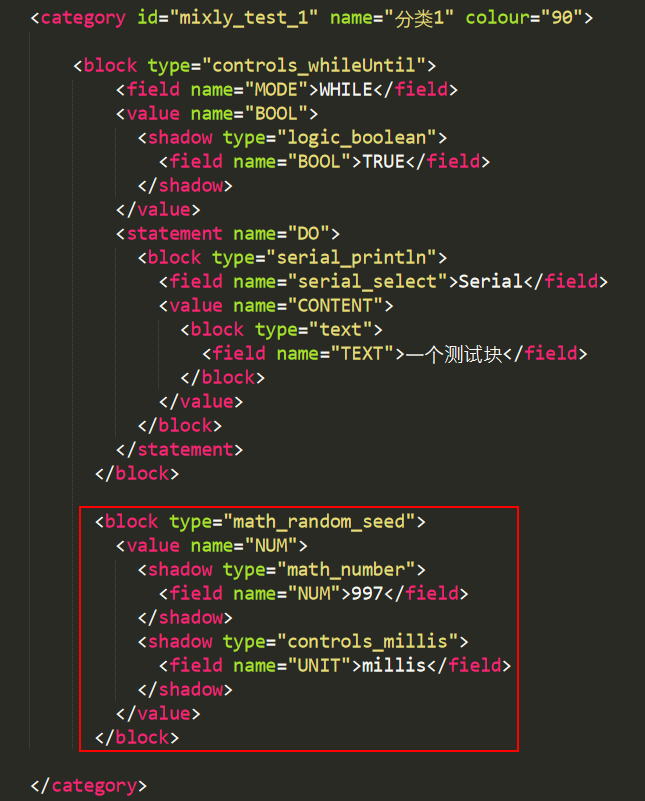 <category id="mixly_test_1" name="分类1" colour="90">
<block type="controls_whileUntil">
<field name="MODE">WHILE</field>
<value name="BOOL">
<shadow type="logic_boolean">
<field name="BOOL">TRUE</field>
</shadow>
</value>
<statement name="DO">
<block type="serial_println">
<field name="serial_select">Serial</field>
<value name="CONTENT">
<block type="text">
<field name="TEXT">一个测试块</field>
</block>
</value>
</block>
</statement>
</block>
<block type="math_random_seed">
<value name="NUM">
<shadow type="math_number">
<field name="NUM">997</field>
</shadow>
<shadow type="controls_millis">
<field name="UNIT">millis</field>
</shadow>
</value>
</block>
</category>